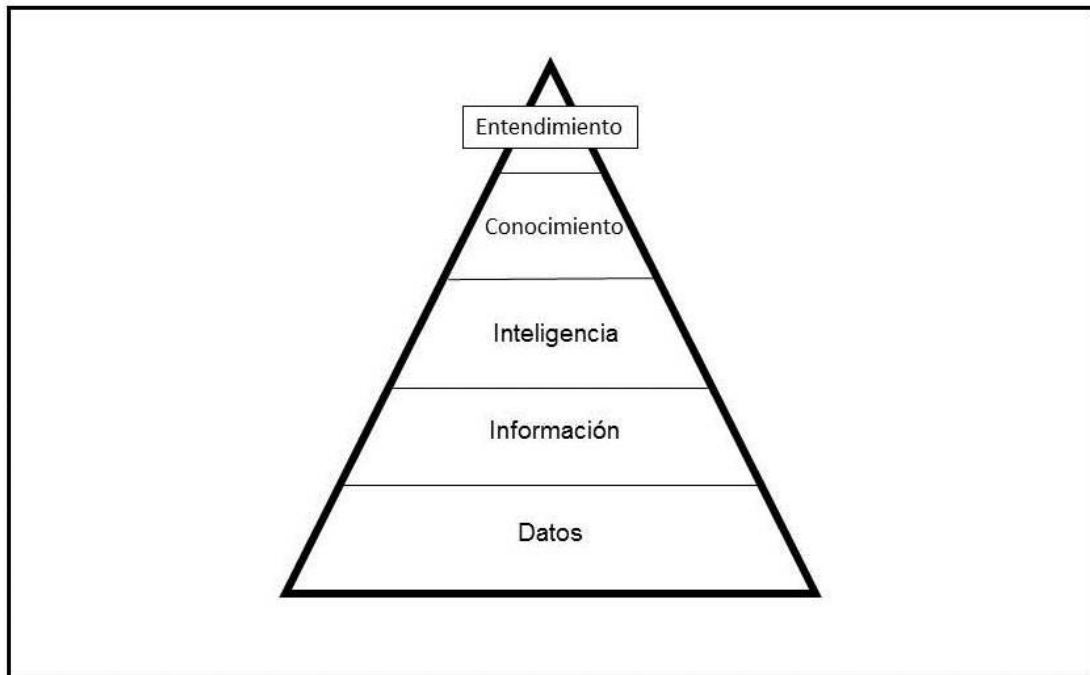 Entendimiento
Conocimiento
Inteligencia
Información
Datos